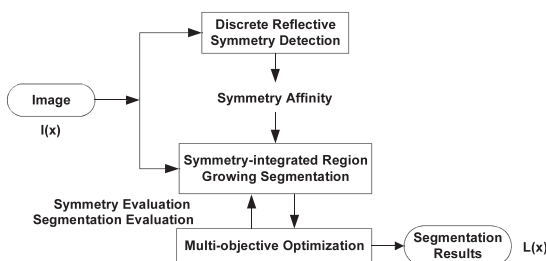 Discrete Reflective
Symmetry Detection
Image
I(x)
Symmetry Affinity
Symmetry-integrated Region
Growing Segmentation
Symmetry Evaluation
Segmentation Evaluation
Multi-objective Optimization
Segmentation
Results
L(x)